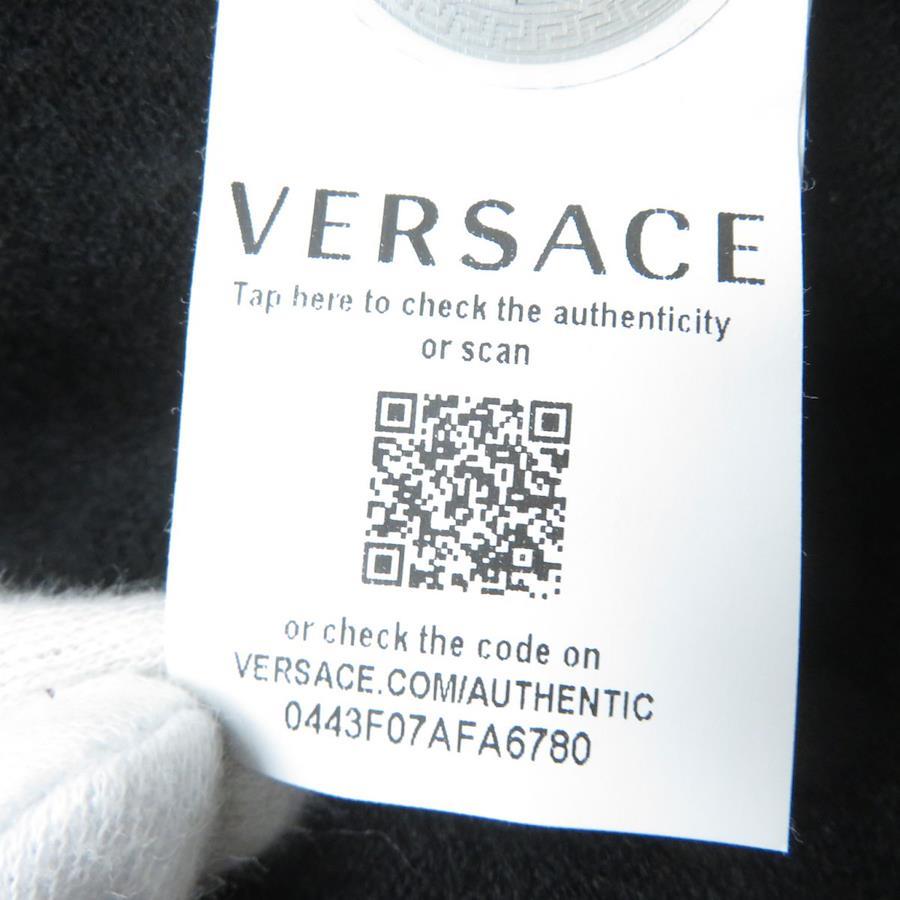 VERSACE
Tap here to check the authenticity
or scan
or check the code on
VERSACE.COM/AUTHENTIC
0443F07AFA6780